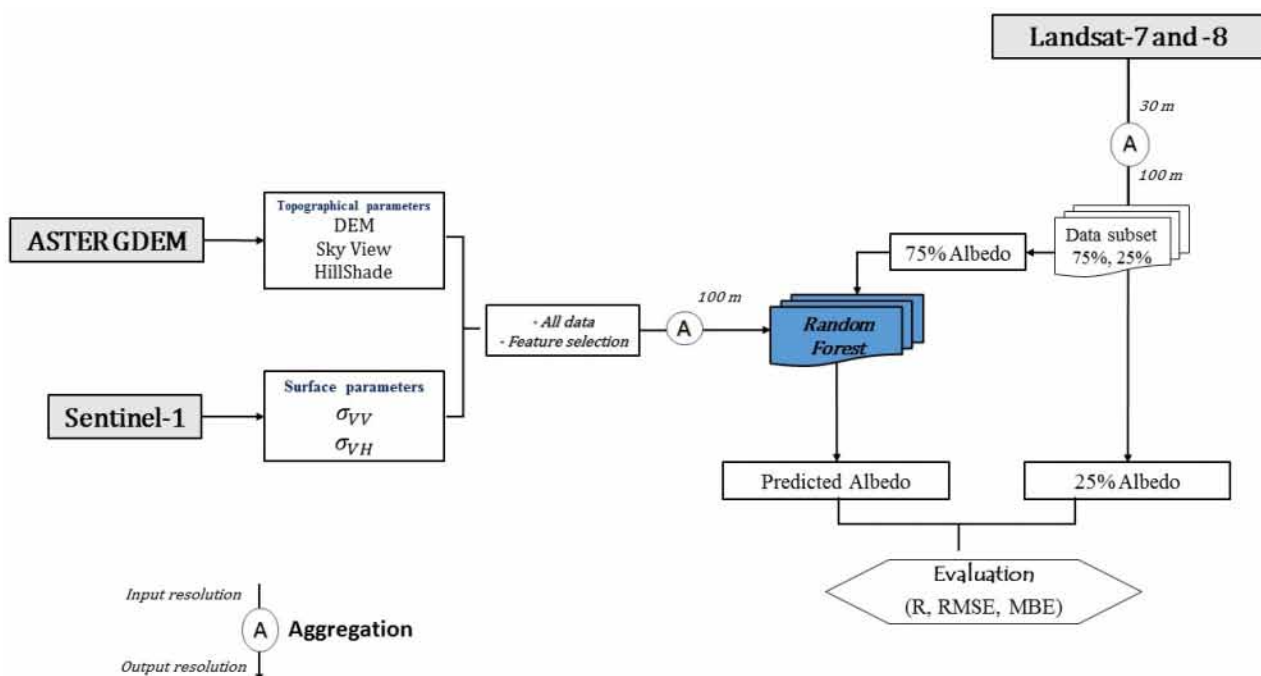 Landsat-7 and -8
30 m
A
100 m
Data subset
75%, 25%
75% Albedo
ASTER GDEM
Topographical parameters
DEM
Sky View
HillShade
- All data
- Feature selection
A
100 m
Random
Forest
Sentinel-1
Surface parameters
σVV
σVH
Predicted Albedo
25% Albedo
Evaluation
(R, RMSE, MBE)
Input resolution
A
Aggregation
Output resolution